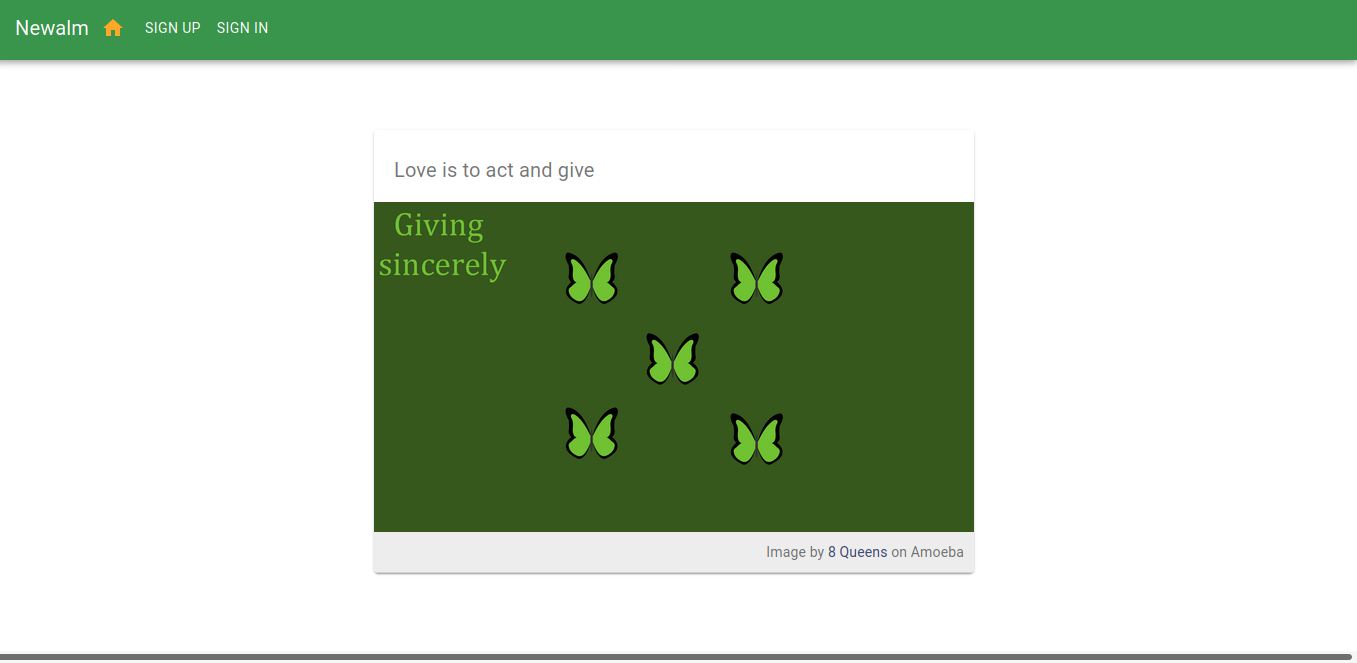 Newalm SIGN UP SIGN IN
Love is to act and give
Giving
sincerely
Image by 8 Queens on Amoeba